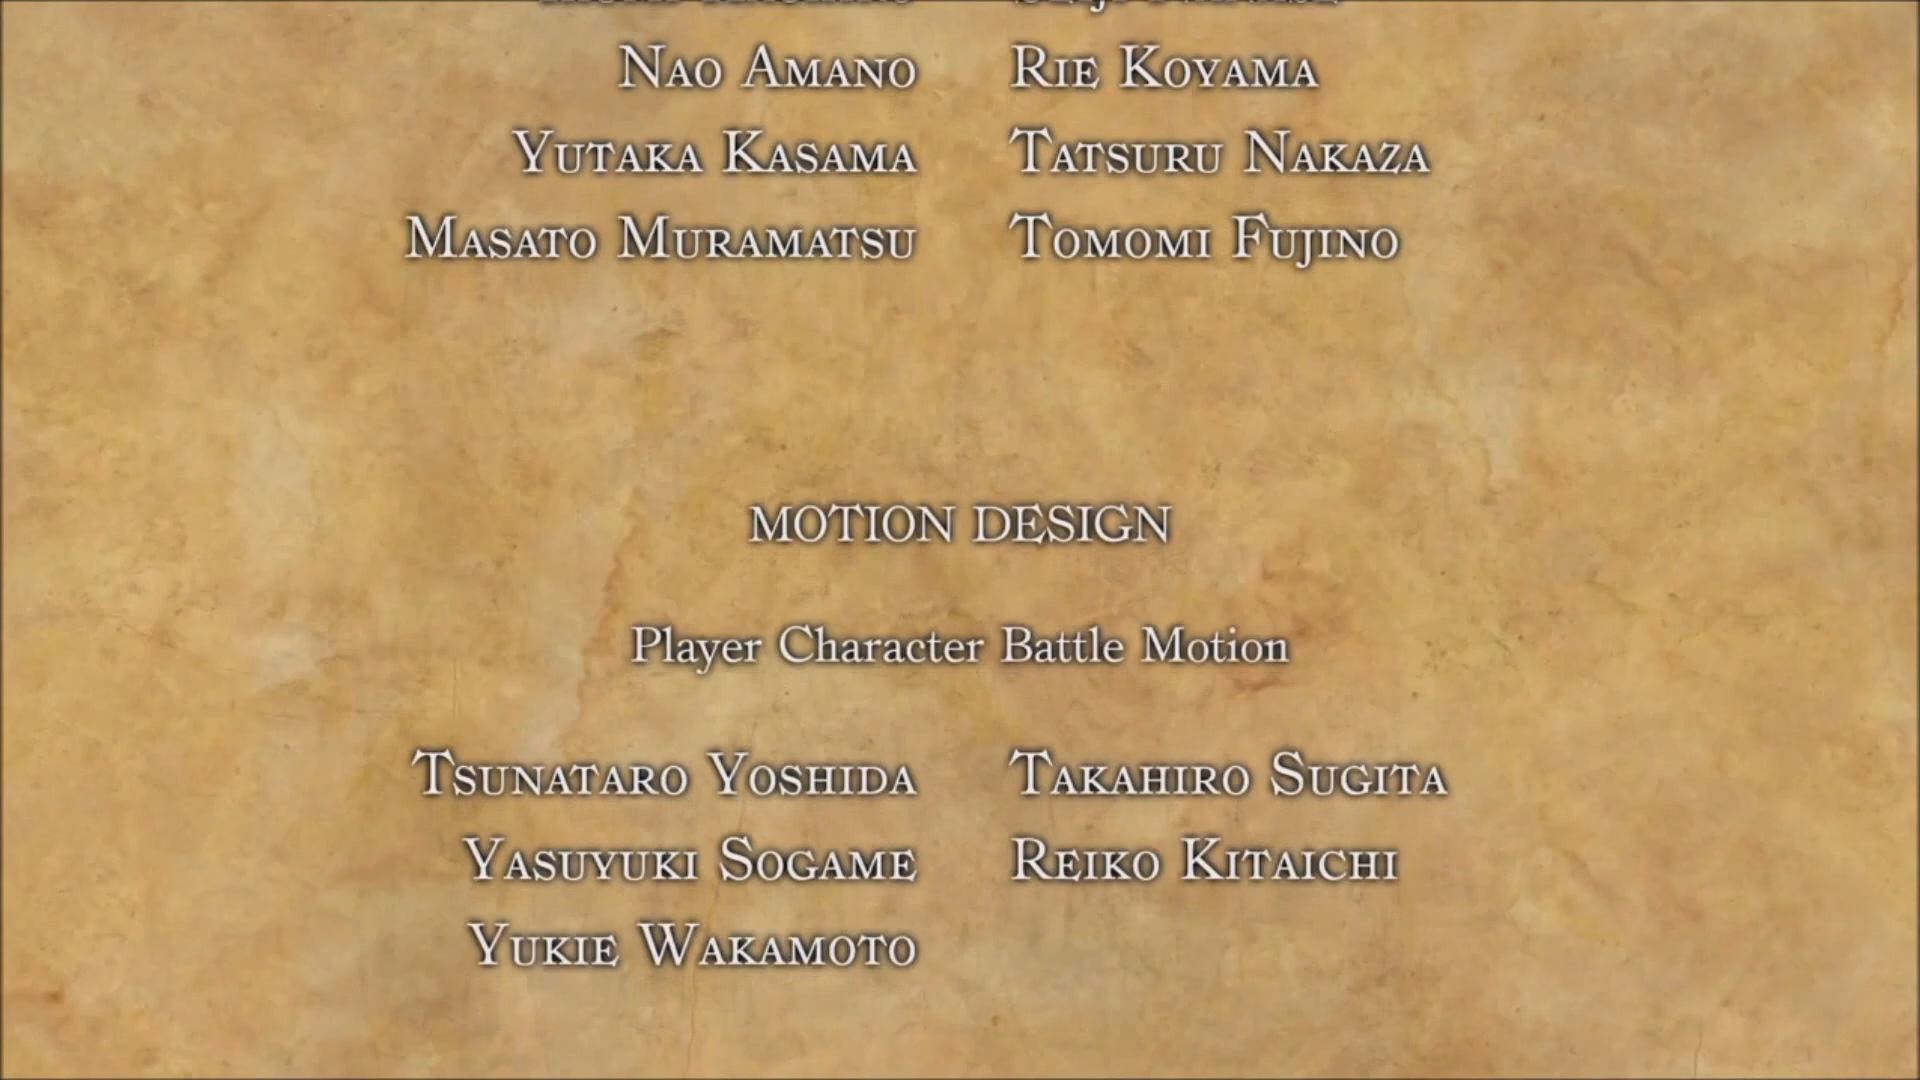 Nao Amano Rie Koyama
Yutaka Kasama Tatsuru Nakaza
Masato Muramatsu Tomomi Fujino
MOTION DESIGN
Player Character Battle Motion
Tsunataro Yoshida Takahiro Sugita
Yasuyuki Sogame Reiko Kitaichi
Yukie Wakamoto